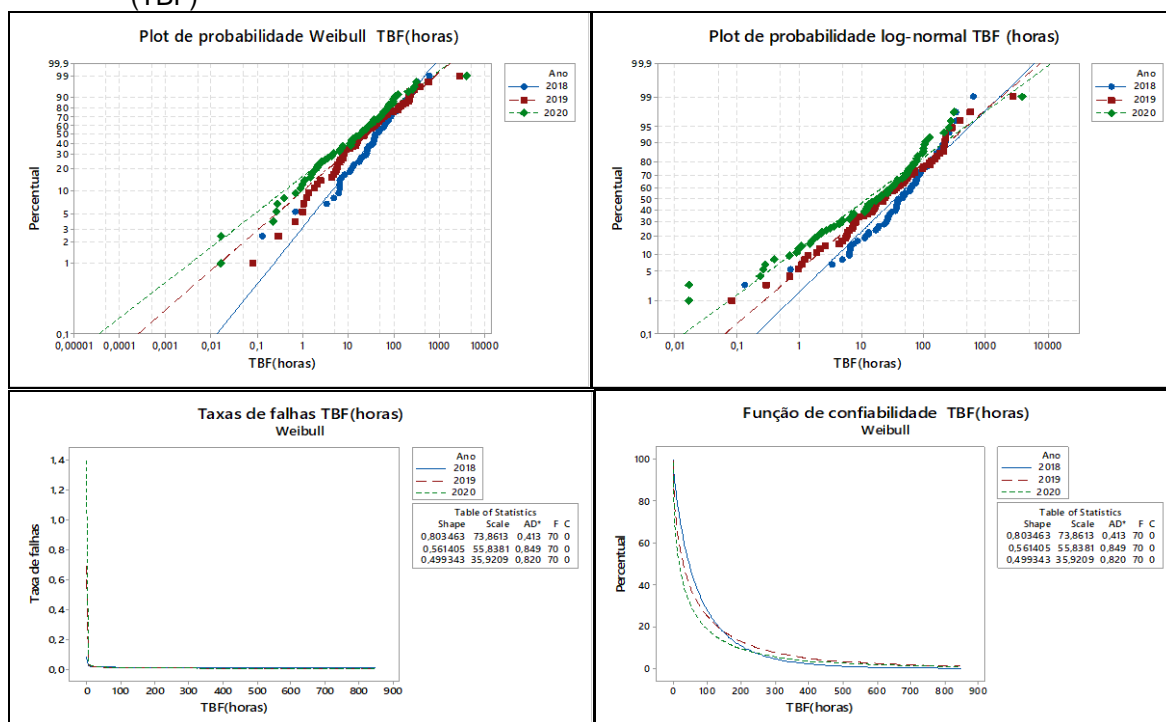 (TBF)
Plot de probabilidade Weibull TBF(horas)
99,9
99
90
80
70
60
50
40
30
20
10
5
3
2
1
0,1
Percentual
0,00001 0,0001 0,001 0,01 0,1 1 10 100 1000 10000
TBF(horas)
Ano
2018
2019
2020
Plot de probabilidade log-normal TBF (horas)
99,9
99
95
90
80
70
60
50
40
30
20
10
5
1
0,1
Percentual
0,01 0,1 1 10 100 1000 10000
TBF(horas)
Ano
2018
2019
2020
Taxas de falhas TBF(horas)
Weibull
1,4
1,2
1,0
0,8
0,6
0,4
0,2
0,0
Taxa de falhas
0 100 200 300 400 500 600 700 800 900
TBF(horas)
Ano
2018
2019
2020
Table of Statistics
Shape Scale AD* F C
0,803463 73,8613 0,413 70 0
0,561405 55,8381 0,849 70 0
0,499343 35,9209 0,820 70 0
Função de confiabilidade TBF(horas)
Weibull
100
80
60
40
20
0
Percentual
0 100 200 300 400 500 600 700 800 900
TBF(horas)
Ano
2018
2019
2020
Table of Statistics
Shape Scale AD* F C
0,803463 73,8613 0,413 70 0
0,561405 55,8381 0,849 70 0
0,499343 35,9209 0,820 70 0